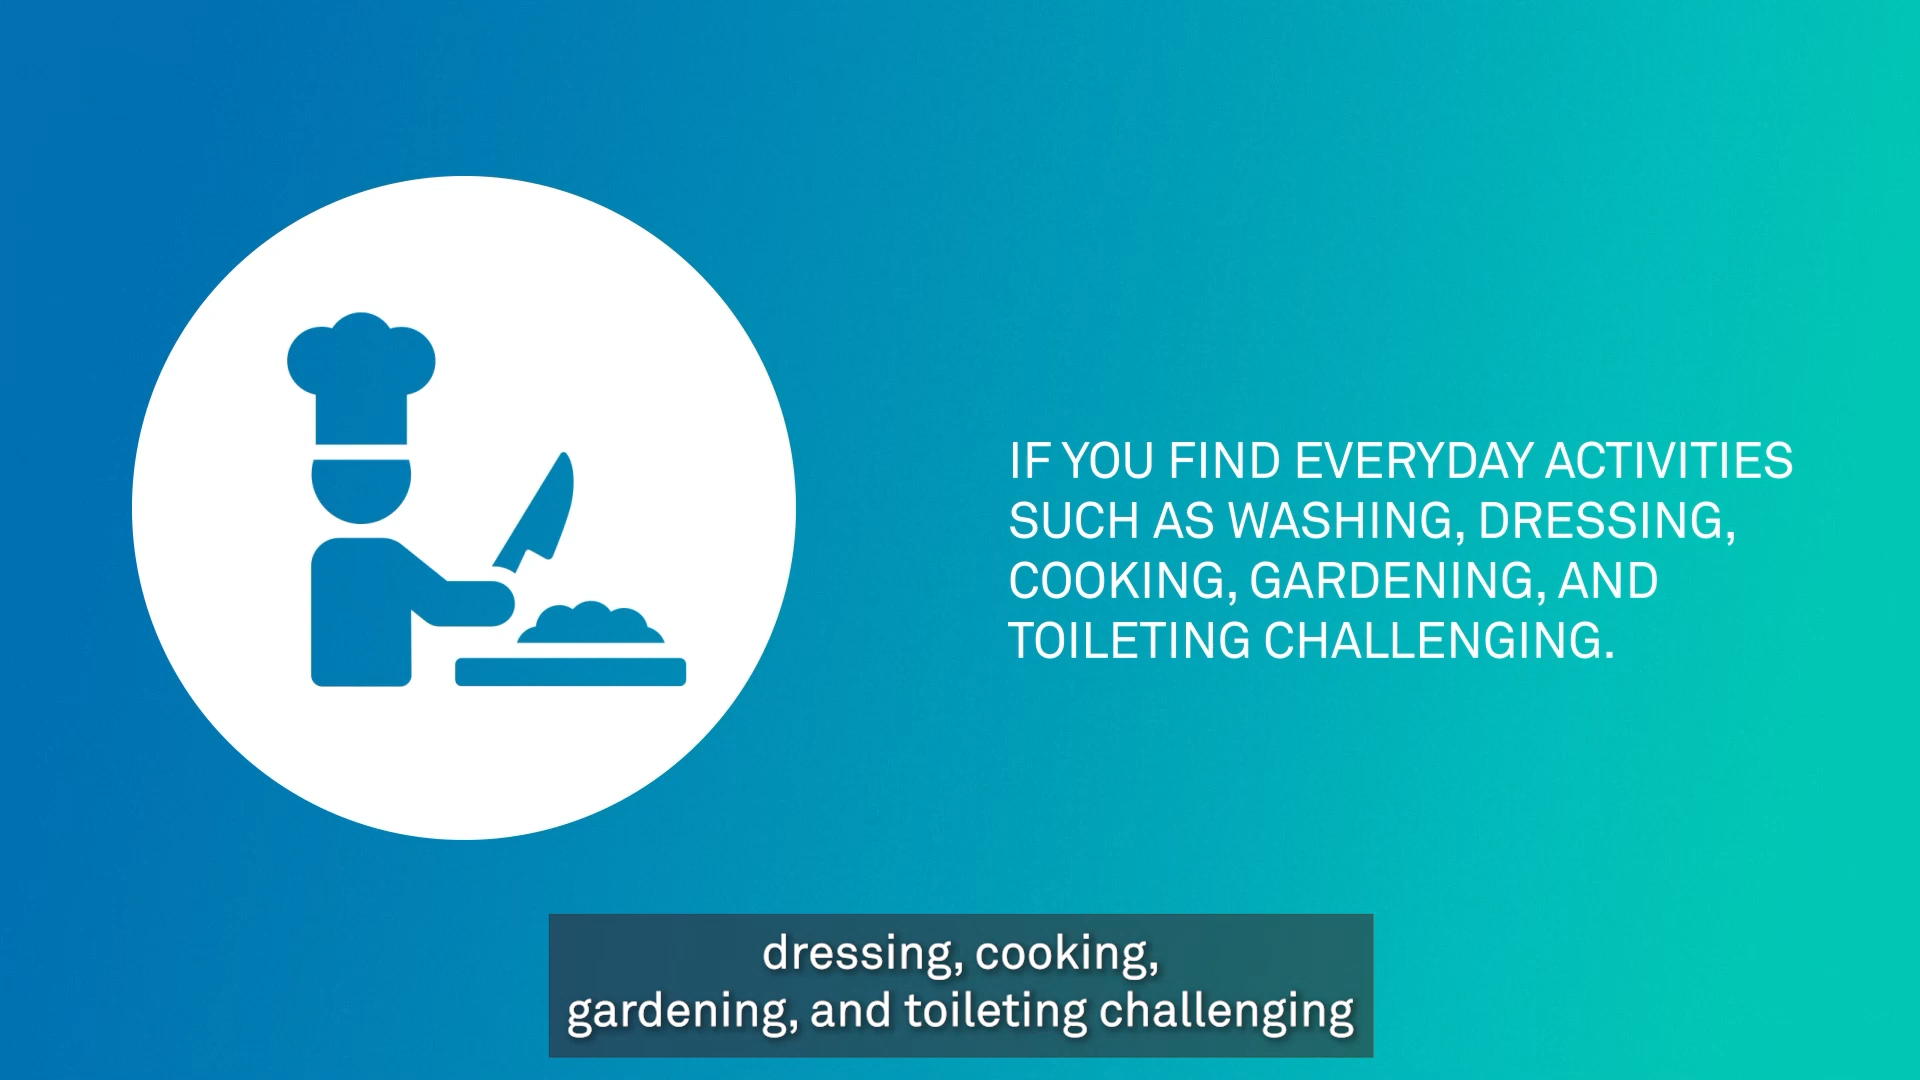 IF YOU FIND EVERYDAY ACTIVITIES
SUCH AS WASHING, DRESSING,
COOKING, GARDENING, AND
TOILETING CHALLENGING.
dressing, cooking,
gardening, and toileting challenging